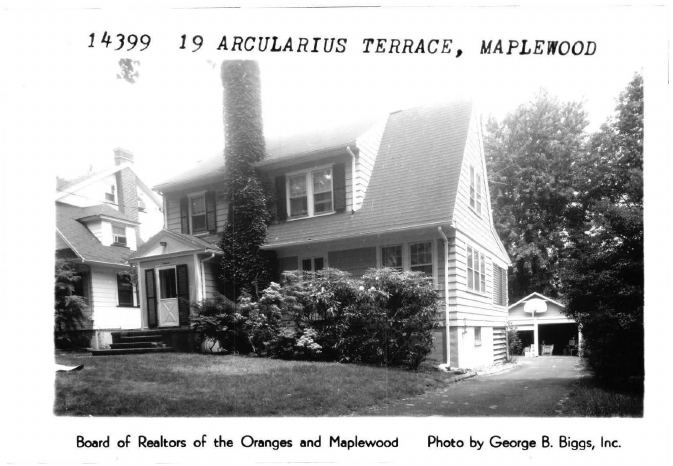 14399 19 ARCULARIUS TERRACE, MAPLEWOOD
Board of Realtors of the Oranges and Maplewood Photo by George B. Biggs, Inc.